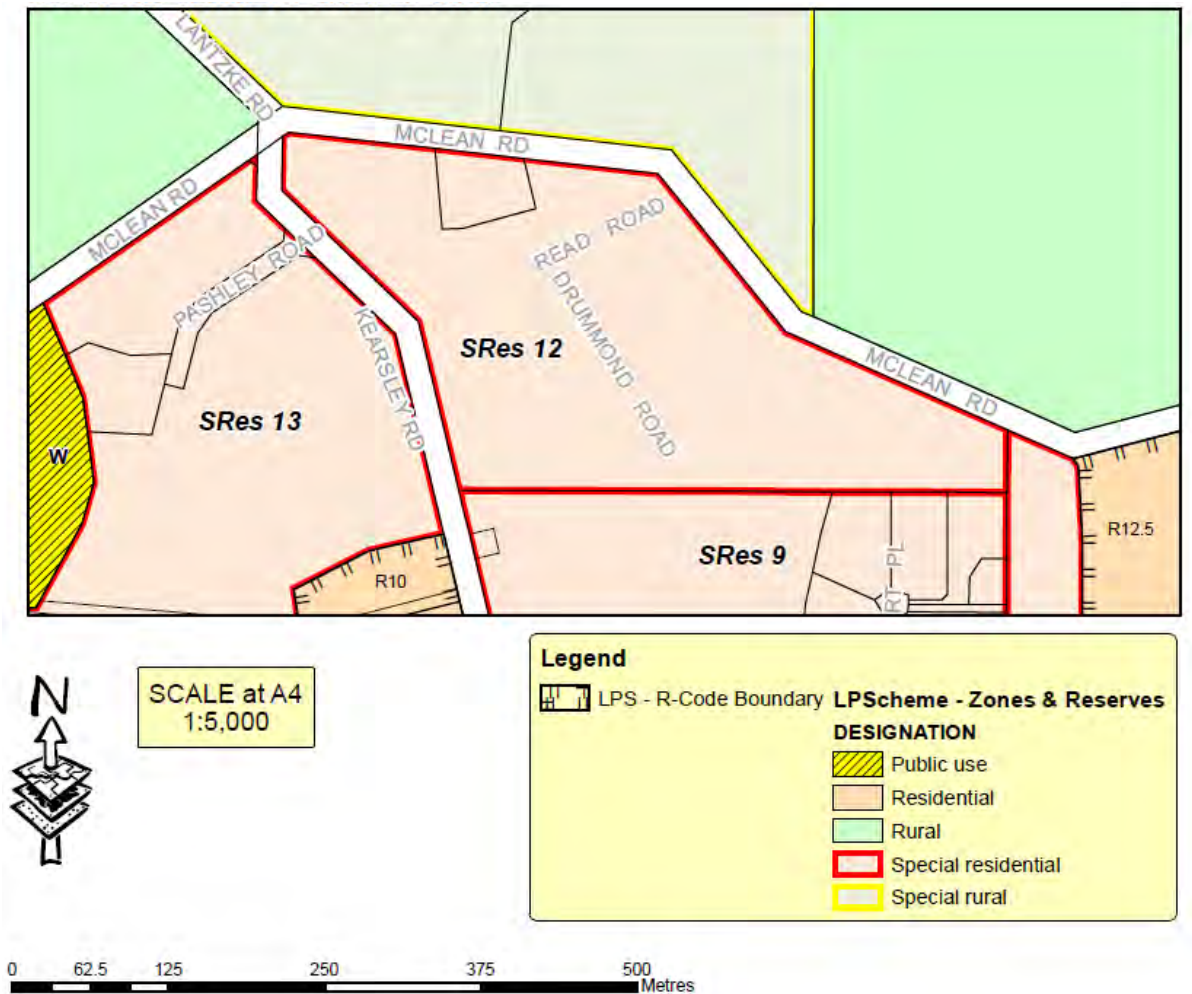 LANTZKE RD
MCLEAN RD
MCLEAN RD
READ ROAD
PASHLEY ROAD
DRUMMOND ROAD
KEARSLEY RD
SRes 12
MCLEAN RD
SRes 13
W
R12.5
SRes 9
RT PL
R10
N
SCALE at A4
1:5,000
Legend
LPS - R-Code Boundary
LPScheme - Zones & Reserves
DESIGNATION
Public use
Residential
Rural
Special residential
Special rural
0 62.5 125 250 375 500
Metres